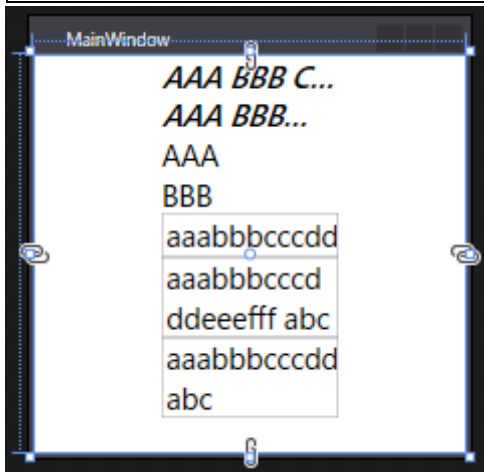 MainWindow
AAA BBB C...
AAA BBB...
AAA
BBB
aaabbbcccdd
aaabbbcccd
ddeeefff abc
aaabbbcccdd
abc